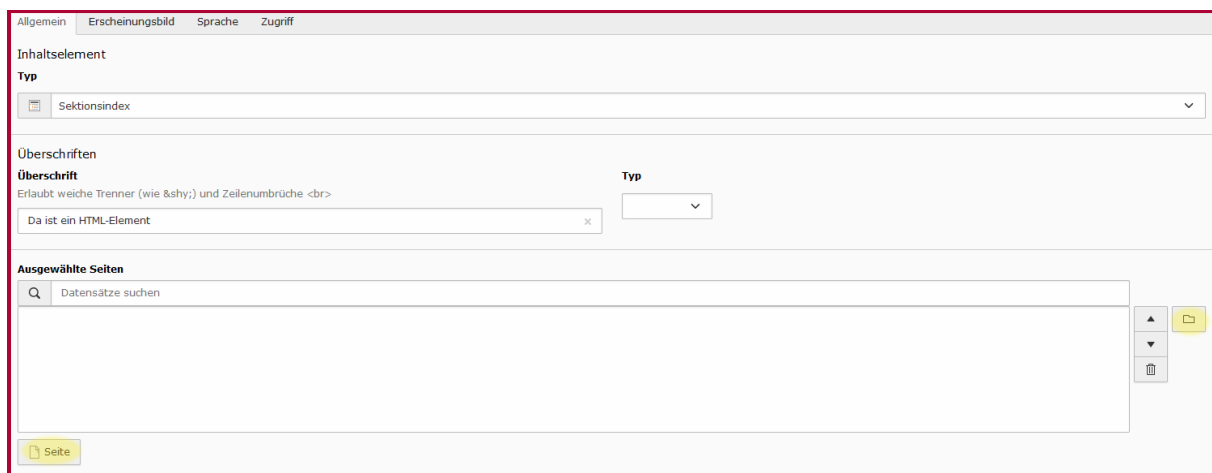 Allgemein Erscheinungsbild Sprache Zugriff
Inhaltselement
Typ
Sektionsindex
Überschriften
Überschrift Typ
Erlaubt weiche Trenner (wie &shy;) und Zeilenumbrüche <br>
Da ist ein HTML-Element
Ausgewählte Seiten
Datensätze suchen
Seite